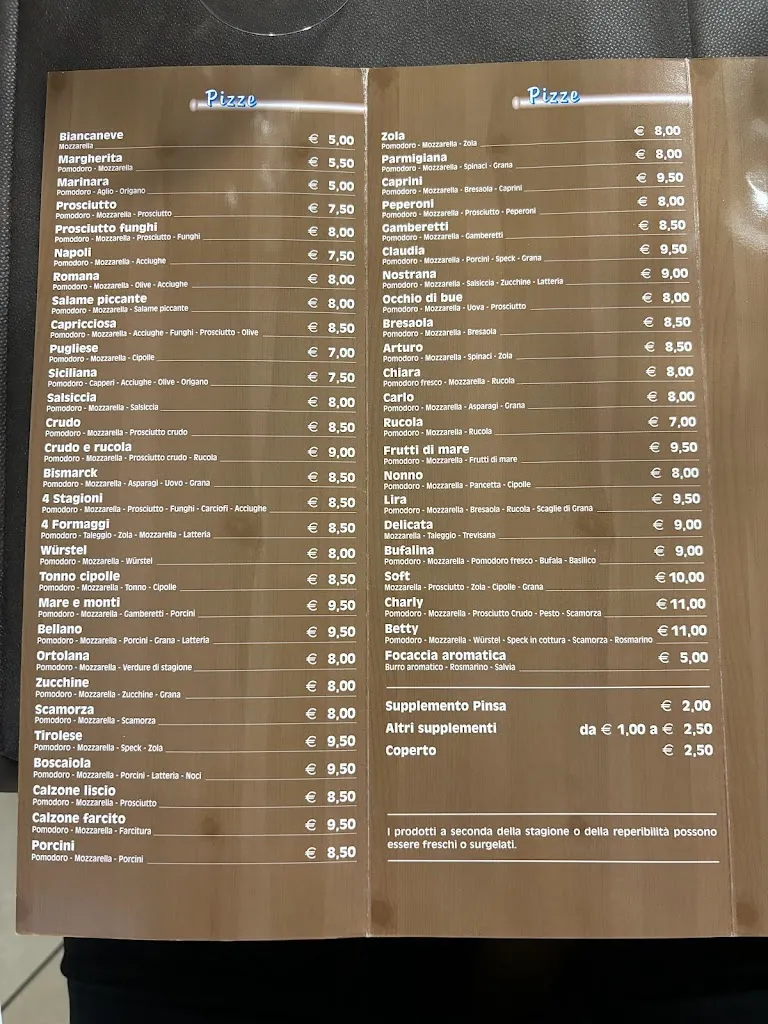 Pizze
Biancaneve € 5,00
Mozzarella
Margherita € 5,50
Pomodoro - Mozzarella
Marinara € 5,00
Pomodoro - Aglio - Origano
Prosciutto € 7,50
Pomodoro - Mozzarella - Prosciutto
Prosciutto funghi € 8,00
Pomodoro - Mozzarella - Prosciutto - Funghi
Napoli € 7,50
Pomodoro - Mozzarella - Acciughe
Romana € 8,00
Pomodoro - Mozzarella - Olive - Acciughe
Salame piccante € 8,00
Pomodoro - Mozzarella - Salame piccante
Capricciosa € 8,50
Pomodoro - Mozzarella - Acciughe - Funghi - Prosciutto - Olive
Pugliese € 7,00
Pomodoro - Mozzarella - Cipolle
Siciliana € 7,50
Pomodoro - Capperi - Acciughe - Olive - Origano
Salsiccia € 8,00
Pomodoro - Mozzarella - Salsiccia
Crudo € 8,50
Pomodoro - Mozzarella - Prosciutto crudo
Crudo e rucola € 9,00
Pomodoro - Mozzarella - Prosciutto crudo - Rucola
Bismarck € 8,50
Pomodoro - Mozzarella - Asparagi - Uovo - Grana
4 Stagioni € 8,50
Pomodoro - Mozzarella - Prosciutto - Funghi - Carciofi - Acciughe
4 Formaggi € 8,50
Pomodoro - Taleggio - Zola - Mozzarella - Latteria
Würstel € 8,00
Pomodoro - Mozzarella - Würstel
Tonno cipolle € 8,50
Pomodoro - Mozzarella - Tonno - Cipolle
Mare e monti € 9,50
Pomodoro - Mozzarella - Gamberetti - Porcini
Bellano € 9,50
Pomodoro - Mozzarella - Porcini - Grana - Latteria
Ortolana € 8,00
Pomodoro - Mozzarella - Verdure di stagione
Zucchine € 8,00
Pomodoro - Mozzarella - Zucchine - Grana
Scamorza € 8,00
Pomodoro - Mozzarella - Scamorza
Tirolese € 9,50
Pomodoro - Mozzarella - Speck - Zola
Boscaiola € 9,50
Pomodoro - Mozzarella - Porcini - Latteria - Noci
Calzone liscio € 8,50
Pomodoro - Mozzarella - Prosciutto
Calzone farcito € 9,50
Pomodoro - Mozzarella - Farcitura
Porcini € 8,50
Pomodoro - Mozzarella - Porcini
Pizze
Zola € 8,00
Pomodoro - Mozzarella - Zola
Parmigiana € 8,00
Pomodoro - Mozzarella - Spinaci - Grana
Caprini € 9,50
Pomodoro - Mozzarella - Bresaola - Caprini
Peperoni € 8,00
Pomodoro - Mozzarella - Prosciutto - Peperoni
Gamberetti € 8,50
Pomodoro - Mozzarella - Gamberetti
Claudia € 9,50
Pomodoro - Mozzarella - Porcini - Speck - Grana
Nostrana € 9,00
Pomodoro - Mozzarella - Salsiccia - Zucchine - Latteria
Occhio di bue € 8,00
Pomodoro - Mozzarella - Uova - Prosciutto
Bresaola € 8,50
Pomodoro - Mozzarella - Bresaola
Arturo € 8,50
Pomodoro - Mozzarella - Spinaci - Zola
Chiara € 8,00
Pomodoro fresco - Mozzarella - Rucola
Carlo € 8,00
Pomodoro - Mozzarella - Asparagi - Grana
Rucola € 7,00
Pomodoro - Mozzarella - Rucola
Frutti di mare € 9,50
Pomodoro - Mozzarella - Frutti di mare
Nonno € 8,00
Pomodoro - Mozzarella - Pancetta - Cipolle
Lira € 9,50
Pomodoro - Mozzarella - Bresaola - Rucola - Scaglie di Grana
Delicata € 9,00
Mozzarella - Taleggio - Trevisana
Bufalina € 9,00
Pomodoro - Mozzarella - Pomodoro fresco - Bufala - Basilico
Soft € 10,00
Mozzarella - Prosciutto - Zola - Cipolle - Grana
Charly € 11,00
Pomodoro - Mozzarella - Prosciutto Crudo - Pesto - Scamorza
Betty € 11,00
Pomodoro - Mozzarella - Würstel - Speck in cottura - Scamorza - Rosmarino
Focaccia aromatica € 5,00
Burro aromatico - Rosmarino - Salvia
Supplemento Pinsa € 2,00
Altri supplementi da € 1,00 a € 2,50
Coperto € 2,50
I prodotti a seconda della stagione o della reperibilità possono
essere freschi o surgelati.